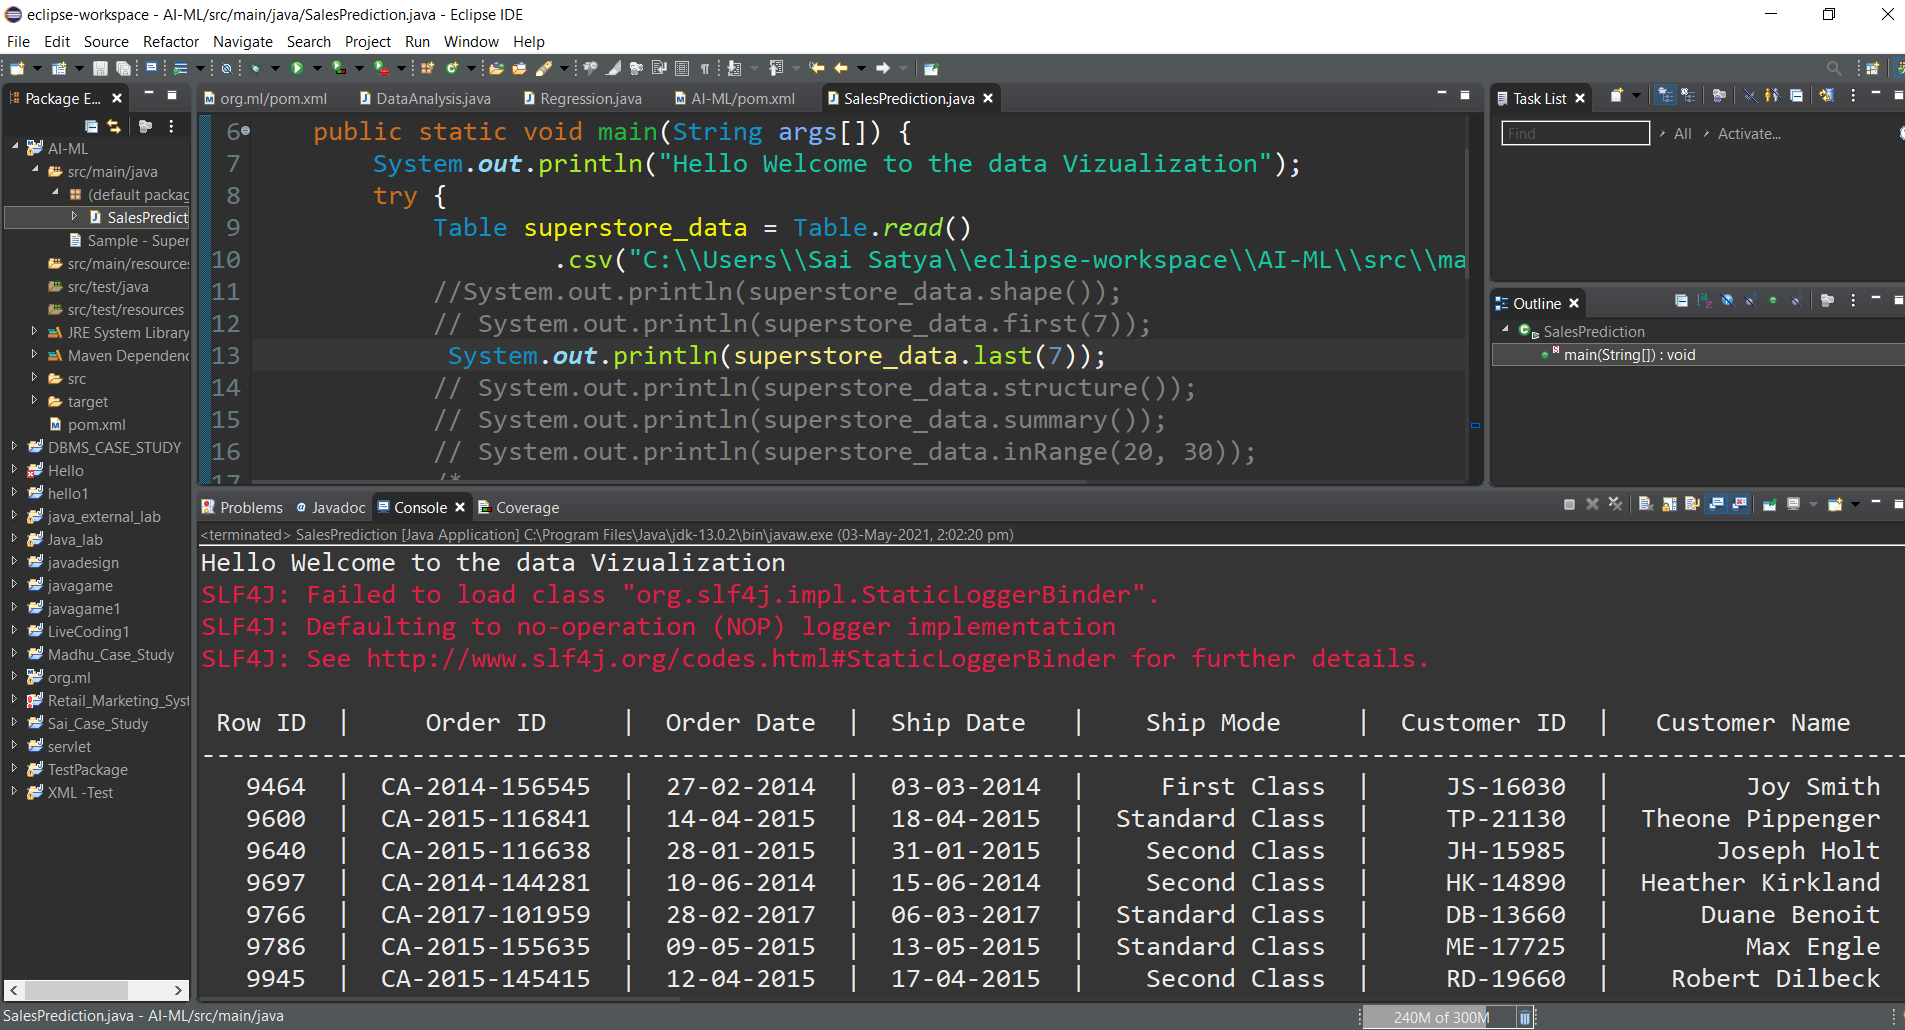 eclipse-workspace - AI-ML/src/main/java/SalesPrediction.java - Eclipse IDE
File Edit Source Refactor Navigate Search Project Run Window Help
Package E...
AI-ML
src/main/java
(default packag
SalesPredict
Sample - Super
src/main/resources
src/test/java
src/test/resources
JRE System Library
Maven Dependenc
src
target
pom.xml
DBMS_CASE_STUDY
Hello
hello1
java_external_lab
Java_lab
javadesign
javagame
javagame1
LiveCoding1
Madhu_Case_Study
org.ml
Retail_Marketing_Syst
Sai_Case_Study
servlet
TestPackage
XML -Test
org.ml/pom.xml DataAnalysis.java Regression.java AI-ML/pom.xml SalesPrediction.java
6 public static void main(String args[]) {
7 System.out.println("Hello Welcome to the data Vizualization");
8 try {
9 Table superstore_data = Table.read()
10 .csv("C:\\Users\\Sai Satya\\eclipse-workspace\\AI-ML\\src\\ma
11 //System.out.println(superstore_data.shape());
12 // System.out.println(superstore_data.first(7));
13 System.out.println(superstore_data.last(7));
14 // System.out.println(superstore_data.structure());
15 // System.out.println(superstore_data.summary());
16 // System.out.println(superstore_data.inRange(20, 30));
17 /*
Task List
Find All Activate...
Outline
SalesPrediction
main(String[]) : void
Problems Javadoc Console Coverage
<terminated> SalesPrediction [Java Application] C:\Program Files\Java\jdk-13.0.2\bin\javaw.exe (03-May-2021, 2:02:20 pm)
Hello Welcome to the data Vizualization
SLF4J: Failed to load class "org.slf4j.impl.StaticLoggerBinder".
SLF4J: Defaulting to no-operation (NOP) logger implementation
SLF4J: See http://www.slf4j.org/codes.html#StaticLoggerBinder for further details.
Row ID | Order ID | Order Date | Ship Date | Ship Mode | Customer ID | Customer Name
9464 | CA-2014-156545 | 27-02-2014 | 03-03-2014 | First Class | JS-16030 | Joy Smith
9600 | CA-2015-116841 | 14-04-2015 | 18-04-2015 | Standard Class | TP-21130 | Theone Pippenger
9640 | CA-2015-116638 | 28-01-2015 | 31-01-2015 | Second Class | JH-15985 | Joseph Holt
9697 | CA-2014-144281 | 10-06-2014 | 15-06-2014 | Second Class | HK-14890 | Heather Kirkland
9766 | CA-2017-101959 | 28-02-2017 | 06-03-2017 | Standard Class | DB-13660 | Duane Benoit
9786 | CA-2015-155635 | 09-05-2015 | 13-05-2015 | Standard Class | ME-17725 | Max Engle
9945 | CA-2015-145415 | 12-04-2015 | 17-04-2015 | Second Class | RD-19660 | Robert Dilbeck
SalesPrediction.java - AI-ML/src/main/java
240M of 300M